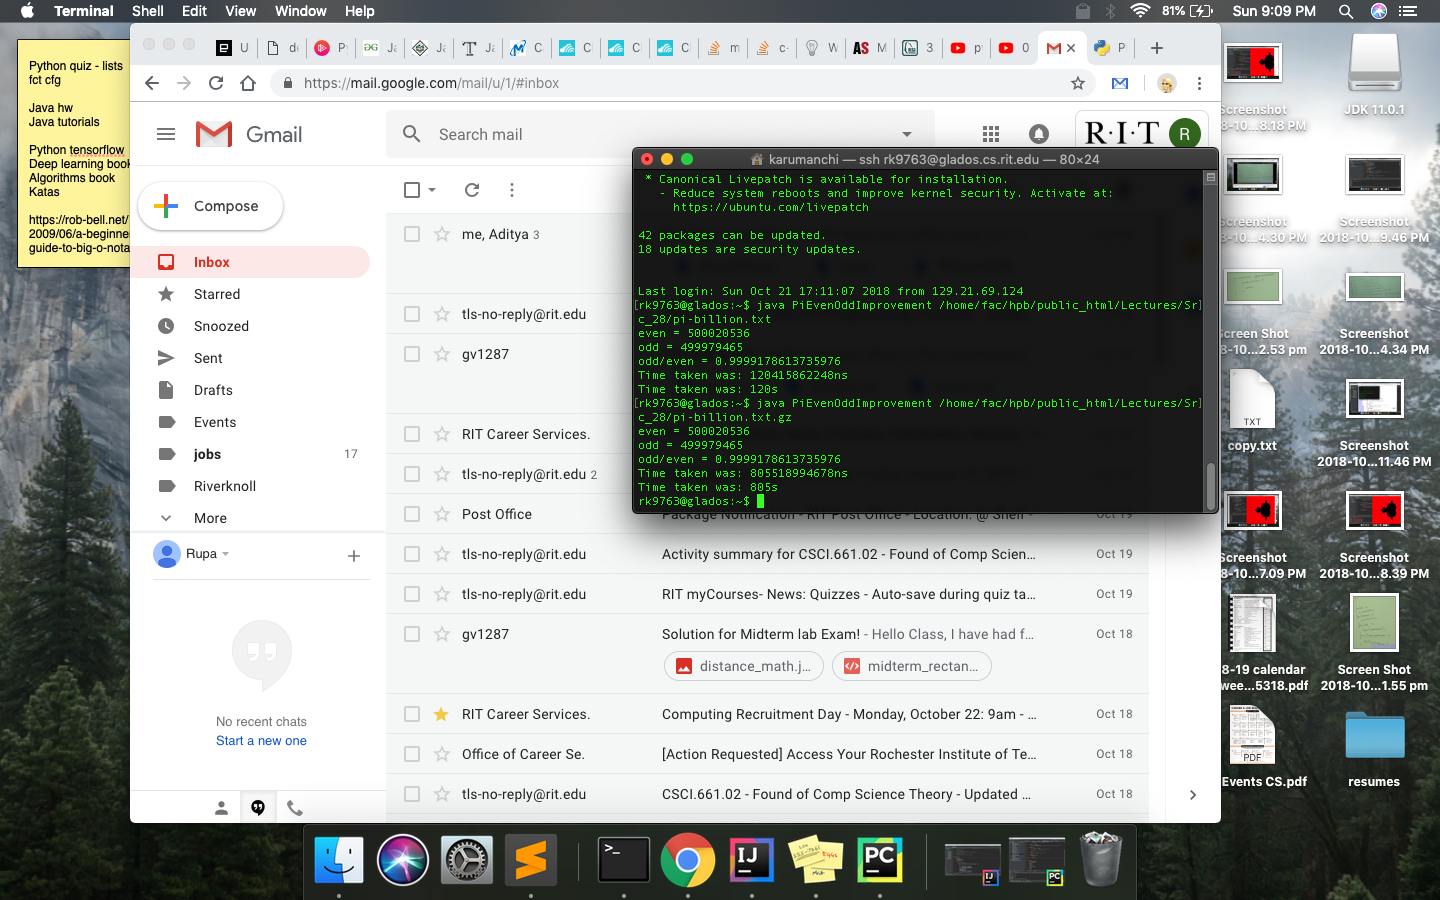 Terminal Shell Edit View Window Help
81% Sun 9:09 PM
Python quiz - lists
fct cfg
Java hw
Java tutorials
Python tensorflow
Deep learning book
Algorithms book
Katas
https://rob-bell.net/
2009/06/a-beginne
guide-to-big-o-nota
https://mail.google.com/mail/u/1/#inbox
Gmail
Search mail
R·I·T R
Compose
Inbox
Starred
Snoozed
Sent
Drafts
Events
jobs 17
Riverknoll
More
Rupa
No recent chats
Start a new one
me, Aditya 3
tls-no-reply@rit.edu
gv1287
RIT Career Services.
tls-no-reply@rit.edu 2
Post Office Package Notification - RIT Post Office - Location: @ Shell - Oct 19
tls-no-reply@rit.edu Activity summary for CSCI.661.02 - Found of Comp Scien... Oct 19
tls-no-reply@rit.edu RIT myCourses- News: Quizzes - Auto-save during quiz ta... Oct 19
gv1287 Solution for Midterm lab Exam! - Hello Class, I have had f... Oct 18
distance_math.j... midterm_rectan...
RIT Career Services. Computing Recruitment Day - Monday, October 22: 9am - ... Oct 18
Office of Career Se. [Action Requested] Access Your Rochester Institute of Te... Oct 18
tls-no-reply@rit.edu CSCI.661.02 - Found of Comp Science Theory - Updated ... Oct 18
karumanchi — ssh rk9763@glados.cs.rit.edu — 80×24
* Canonical Livepatch is available for installation.
- Reduce system reboots and improve kernel security. Activate at:
https://ubuntu.com/livepatch
42 packages can be updated.
18 updates are security updates.
Last login: Sun Oct 21 17:11:07 2018 from 129.21.69.124
[rk9763@glados:~$ java PiEvenOddImprovement /home/fac/hpb/public_html/Lectures/Sr]
c_28/pi-billion.txt
even = 500020536
odd = 499979465
odd/even = 0.9999178613735976
Time taken was: 120415862248ns
Time taken was: 120s
[rk9763@glados:~$ java PiEvenOddImprovement /home/fac/hpb/public_html/Lectures/Sr]
c_28/pi-billion.txt.gz
even = 500020536
odd = 499979465
odd/even = 0.9999178613735976
Time taken was: 805518994678ns
Time taken was: 805s
rk9763@glados:~$
Screenshot
8-10...8.18 PM
JDK 11.0.1
Screenshot
8-10...4.30 PM
Screenshot
2018-10...9.46 PM
Screen Shot
8-10...2.53 pm
Screenshot
2018-10...4.34 PM
TXT
copy.txt
Screenshot
2018-10...11.46 PM
Screenshot
8-10...7.09 PM
Screenshot
2018-10...8.39 PM
8-19 calendar
wee...5318.pdf
Screen Shot
2018-10...1.55 pm
PDF
Events CS.pdf
resumes
>_
IJ
PC